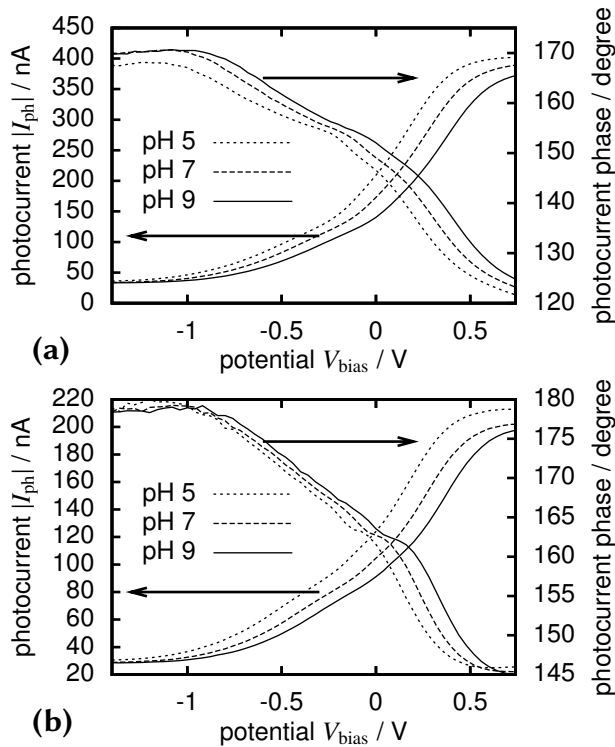 450
400
350
300
250
200
150
100
50
0
photocurrent |Iph| / nA
170
160
150
140
130
120
photocurrent phase / degree
pH 5
pH 7
pH 9
-1 -0.5 0 0.5
potential Vbias / V
(a)
220
200
180
160
140
120
100
80
60
40
20
photocurrent |Iph| / nA
180
175
170
165
160
155
150
145
photocurrent phase / degree
pH 5
pH 7
pH 9
-1 -0.5 0 0.5
potential Vbias / V
(b)